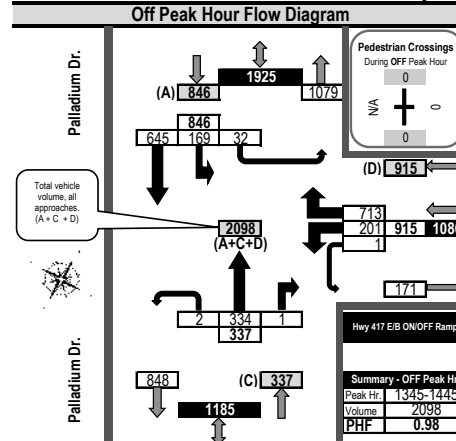 Off Peak Hour Flow Diagram
Palladium Dr.
Pedestrian Crossings
During OFF Peak Hour
0
N/A
0
0
1925
(A) 846
1079
846
645 169 32
(D) 915
Total vehicle
volume, all
approaches.
(A + C + D)
2098
(A+C+D)
713
201 915
1
171
2 334 1
337
Hwy 417 E/B ON/OFF Ramp
Palladium Dr.
848
(C) 337
1185
Summary - OFF Peak
Peak Hr. 1345-1445
Volume 2098
PHF 0.98